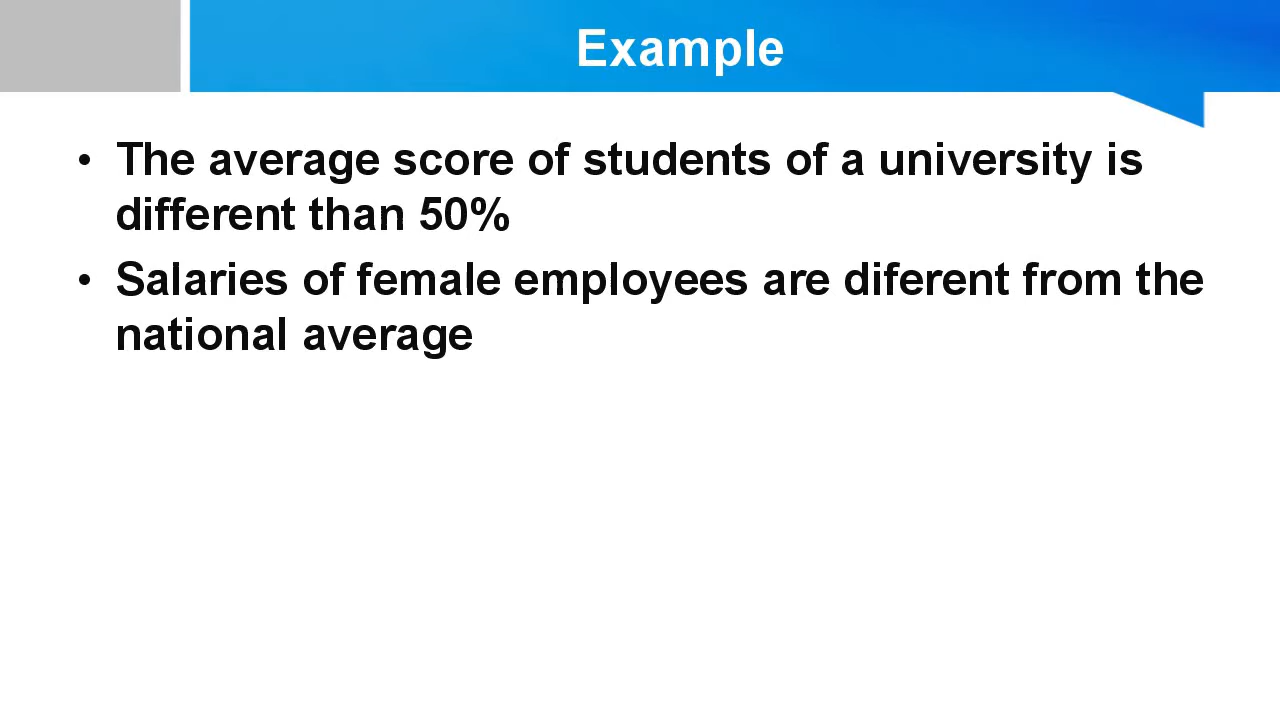 Example
• The average score of students of a university is
different than 50%
• Salaries of female employees are diferent from the
national average